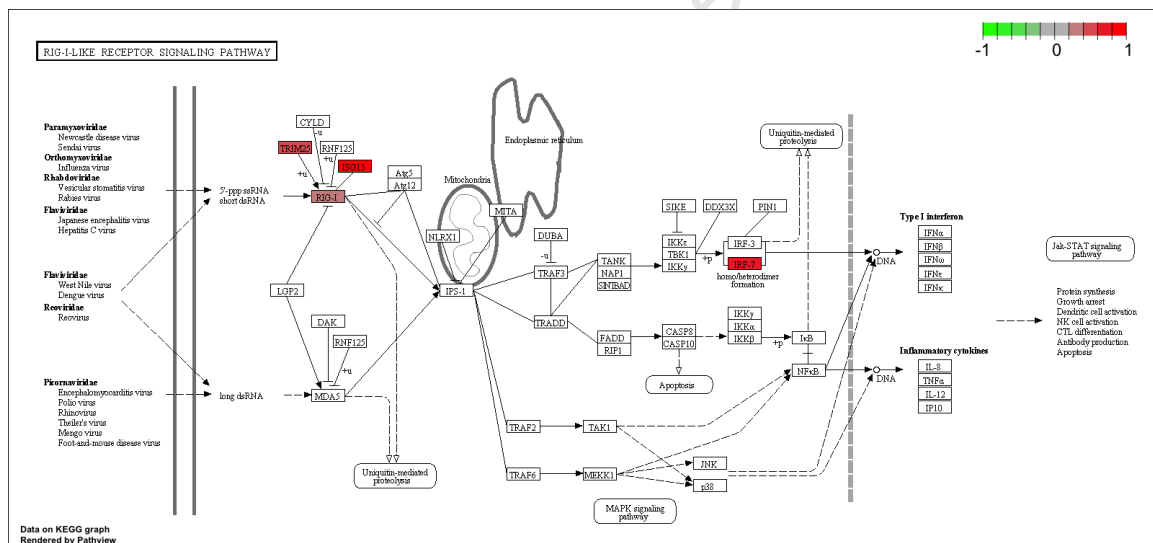 -1 0 1
RIG-I-LIKE RECEPTOR SIGNALING PATHWAY
Paramyxoviridae
Newcastle disease virus
Sendai virus
Orthomyxoviridae
Influenza virus
Rhabdoviridae
Vesicular stomatitis virus
Rabies virus
Flaviviridae
Japanese encephalitis virus
Hepatitis C virus
Flaviviridae
West Nile virus
Dengue virus
Reoviridae
Reovirus
Picornaviridae
Encephalomyocarditis virus
Polio virus
Rhinovirus
Theiler's virus
Mengo virus
Foot-and-mouse disease virus
5'-ppp ssRNA
short dsRNA
long dsRNA
CYLD
-u
TRIM25
RNF125
+u
ISG15
+u
RIG-I
Atg5
Atg12
LGP2
DAK
RNF125
+u
MDA5
Uniquitin-mediated
proteolysis
Endoplasmic reticulum
Mitochondria
MITA
NLRX1
IPS-1
DUBA
-u
TRAF3
TRADD
TANK
NAP1
SINTBAD
FADD
RIP1
TRAF2
TAK1
TRAF6
MEKK1
SIKE
DDX3X
PIN1
IKKε
TBK1
IKKγ
+p
IRF-3
IRF-7
homo/heterodimer
formation
Uniquitin-mediated
proteolysis
CASP8
CASP10
Apoptosis
IKKγ
IKKα
IKKβ
+p
IκB
NFκB
JNK
p38
MAPK signaling
pathway
DNA
DNA
Type I interferon
IFNα
IFNβ
IFNω
IFNε
IFNκ
Inflammatory cytokines
IL-8
TNFα
IL-12
IP10
Jak-STAT signaling
pathway
Protein synthesis
Growth arrest
Dendritic cell activation
NK cell activation
CTL differentiation
Antibody production
Apoptosis
Data on KEGG graph
Rendered by Pathview